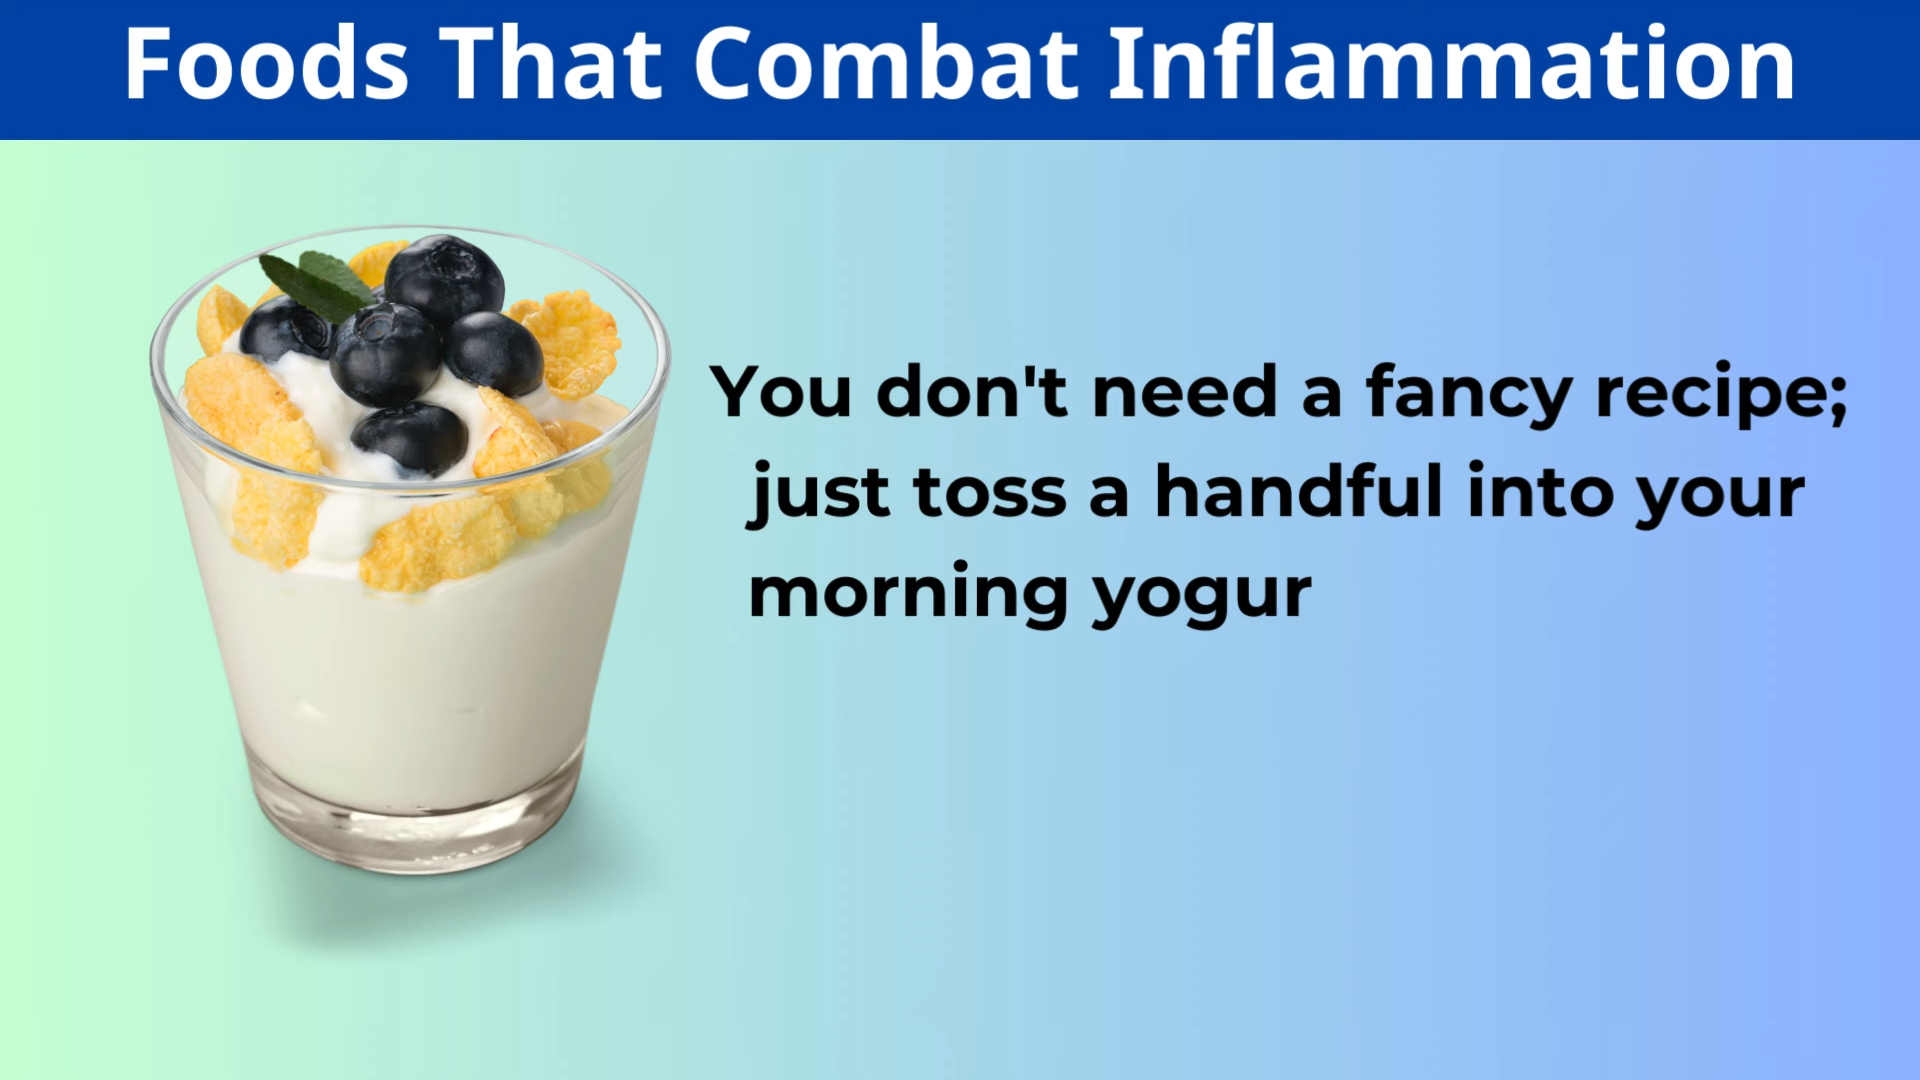 Foods That Combat Inflammation
You don't need a fancy recipe;
just toss a handful into your
morning yogur